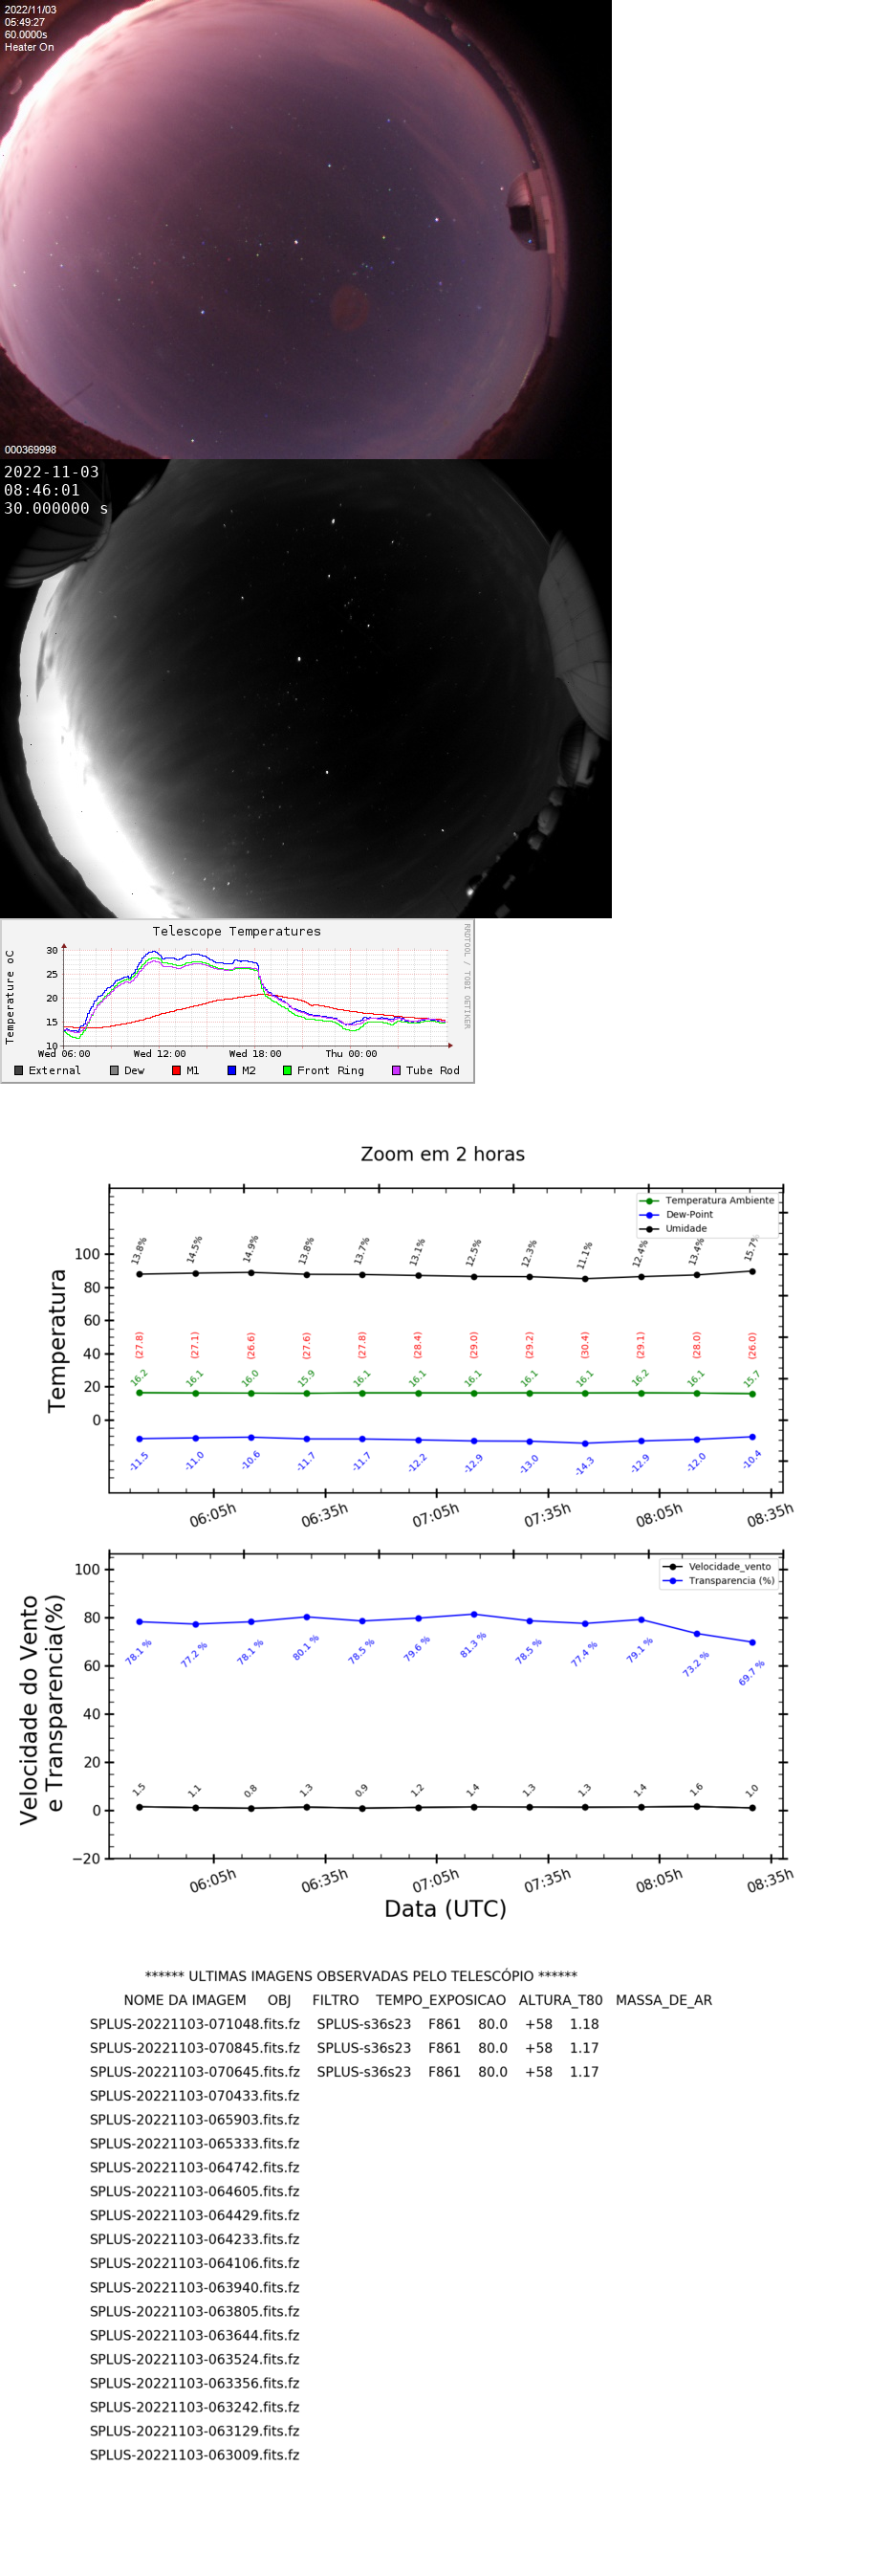 2022/11/03
05:49:27
60.0000s
Heater On
000369998
2022-11-03
08:46:01
30.000000 s
Telescope Temperatures
RRDTOOL / TOBI OETIKER
Temperature oC
30
25
20
15
10
Wed 06:00 Wed 12:00 Wed 18:00 Thu 00:00
External Dew M1 M2 Front Ring Tube Rod
Zoom em 2 horas
Temperatura Ambiente
Dew-Point
Umidade
Temperatura
100
80
60
40
20
0
13.8% 14.5% 14.9% 13.8% 13.7% 13.1% 12.5% 12.3% 11.1% 12.4% 13.4% 15.7%
(27.8) (27.1) (26.6) (27.6) (27.8) (28.4) (29.0) (29.2) (30.4) (29.1) (28.0) (26.0)
16.2 16.1 16.0 15.9 16.1 16.1 16.1 16.1 16.1 16.2 16.1 15.7
-11.5 -11.0 -10.6 -11.7 -11.7 -12.2 -12.9 -13.0 -14.3 -12.9 -12.0 -10.4
06:05h 06:35h 07:05h 07:35h 08:05h 08:35h
Velocidade_vento
Transparencia (%)
Velocidade do Vento
e Transparencia(%)
100
80
60
40
20
0
−20
78.1 % 77.2 % 78.1 % 80.1 % 78.5 % 79.6 % 81.3 % 78.5 % 77.4 % 79.1 % 73.2 % 69.7 %
1.5 1.1 0.8 1.3 0.9 1.2 1.4 1.3 1.3 1.4 1.6 1.0
06:05h 06:35h 07:05h 07:35h 08:05h 08:35h
Data (UTC)
****** ULTIMAS IMAGENS OBSERVADAS PELO TELESCÓPIO ******
NOME DA IMAGEM OBJ FILTRO TEMPO_EXPOSICAO ALTURA_T80 MASSA_DE_AR
SPLUS-20221103-071048.fits.fz SPLUS-s36s23 F861 80.0 +58 1.18
SPLUS-20221103-070845.fits.fz SPLUS-s36s23 F861 80.0 +58 1.17
SPLUS-20221103-070645.fits.fz SPLUS-s36s23 F861 80.0 +58 1.17
SPLUS-20221103-070433.fits.fz
SPLUS-20221103-065903.fits.fz
SPLUS-20221103-065333.fits.fz
SPLUS-20221103-064742.fits.fz
SPLUS-20221103-064605.fits.fz
SPLUS-20221103-064429.fits.fz
SPLUS-20221103-064233.fits.fz
SPLUS-20221103-064106.fits.fz
SPLUS-20221103-063940.fits.fz
SPLUS-20221103-063805.fits.fz
SPLUS-20221103-063644.fits.fz
SPLUS-20221103-063524.fits.fz
SPLUS-20221103-063356.fits.fz
SPLUS-20221103-063242.fits.fz
SPLUS-20221103-063129.fits.fz
SPLUS-20221103-063009.fits.fz